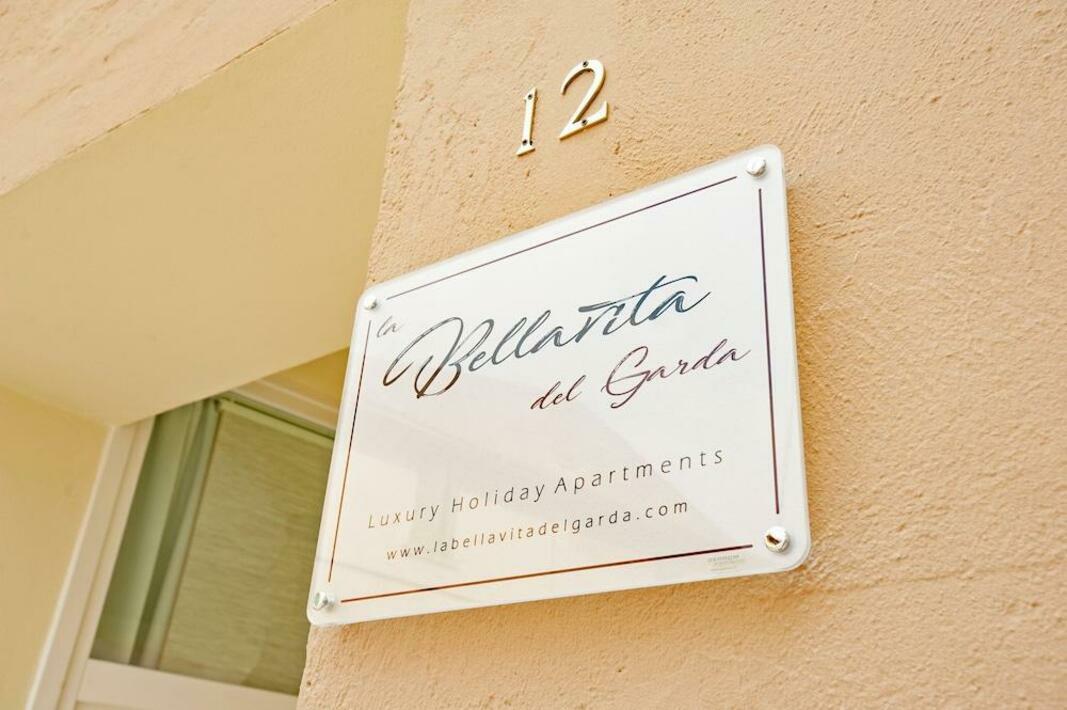 12
la
Bellavita
del Garda
Luxury Holiday Apartments
www.labellavitadelgarda.com